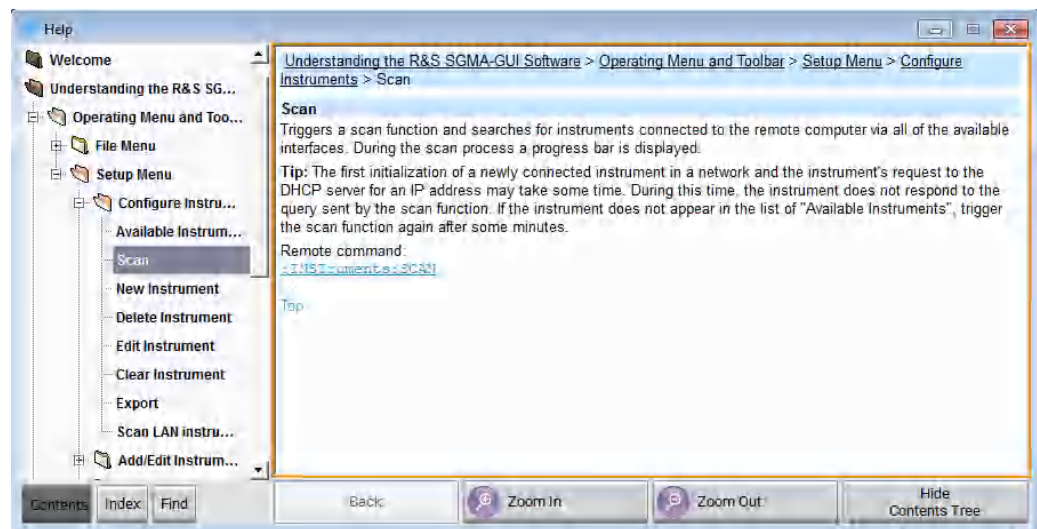 Help
Welcome
Understanding the R&S SG...
Operating Menu and Too...
File Menu
Setup Menu
Configure Instru...
Available Instrum...
Scan
New Instrument
Delete Instrument
Edit Instrument
Clear Instrument
Export
Scan LAN instru...
Add/Edit Instrum...
Understanding the R&S SGMA-GUI Software > Operating Menu and Toolbar > Setup Menu > Configure
Instruments > Scan
Scan
Triggers a scan function and searches for instruments connected to the remote computer via all of the available
interfaces. During the scan process a progress bar is displayed.
Tip: The first initialization of a newly connected instrument in a network and the instrument's request to the
DHCP server for an IP address may take some time. During this time, the instrument does not respond to the
query sent by the scan function. If the instrument does not appear in the list of "Available Instruments", trigger
the scan function again after some minutes.
Remote command:
:INSTruments:SCAN
Top
Contents Index Find Back Zoom In Zoom Out Hide
Contents Tree